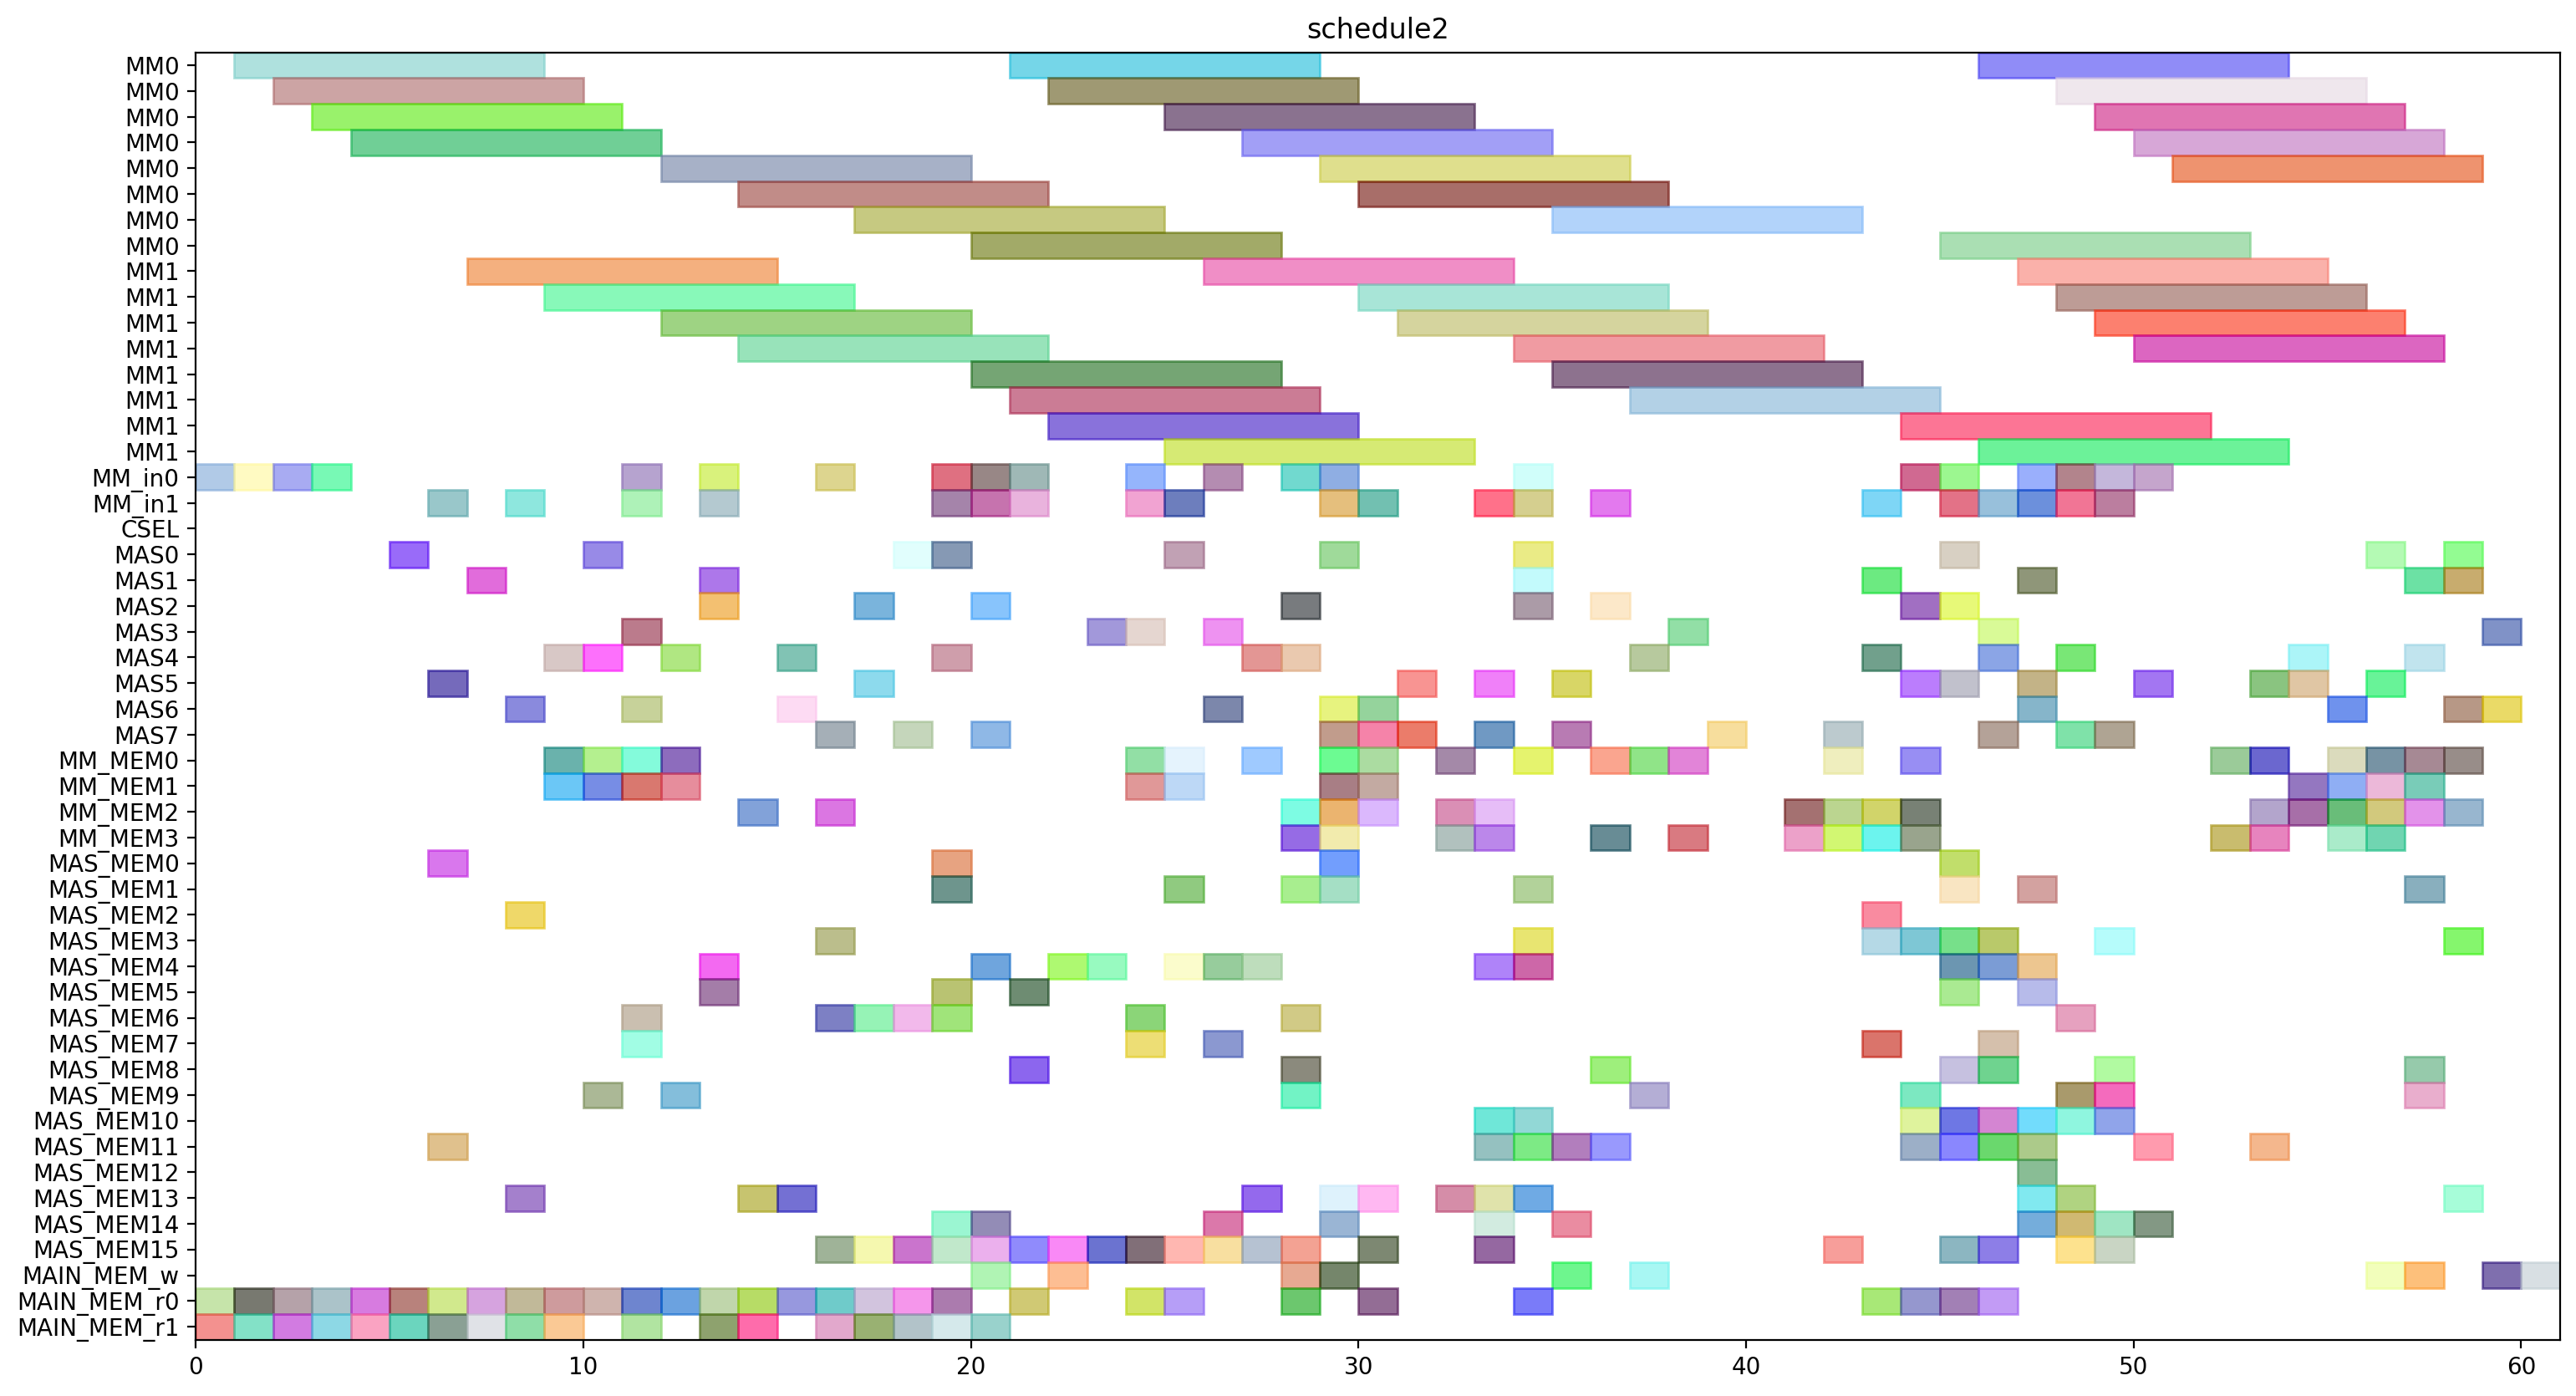 schedule2
MM0
MM0
MM0
MM0
MM0
MM0
MM0
MM0
MM1
MM1
MM1
MM1
MM1
MM1
MM1
MM1
MM_in0
MM_in1
CSEL
MAS0
MAS1
MAS2
MAS3
MAS4
MAS5
MAS6
MAS7
MM_MEM0
MM_MEM1
MM_MEM2
MM_MEM3
MAS_MEM0
MAS_MEM1
MAS_MEM2
MAS_MEM3
MAS_MEM4
MAS_MEM5
MAS_MEM6
MAS_MEM7
MAS_MEM8
MAS_MEM9
MAS_MEM10
MAS_MEM11
MAS_MEM12
MAS_MEM13
MAS_MEM14
MAS_MEM15
MAIN_MEM_w
MAIN_MEM_r0
MAIN_MEM_r1
0 10 20 30 40 50 60